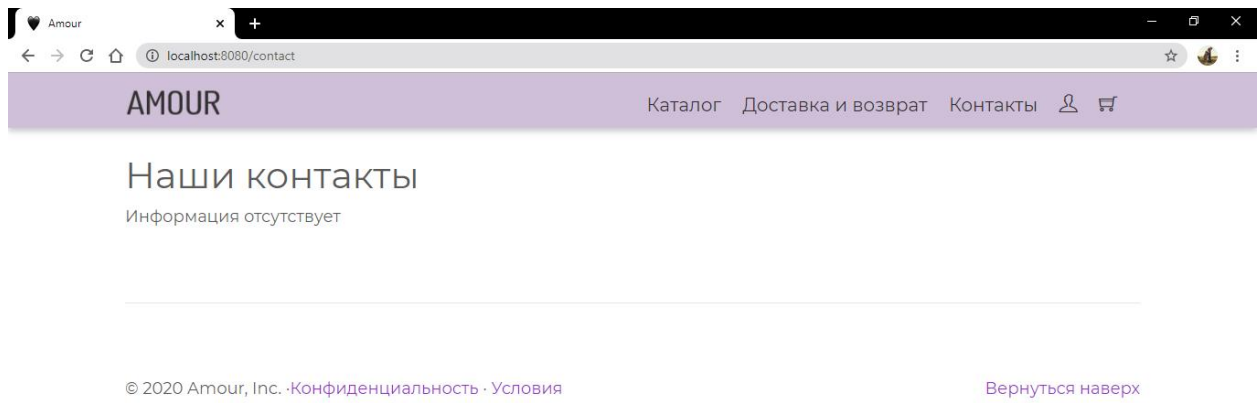 Amour
localhost:8080/contact
AMOUR Каталог Доставка и возврат Контакты
Наши контакты
Информация отсутствует
© 2020 Amour, Inc. ·Конфиденциальность · Условия Вернуться наверх